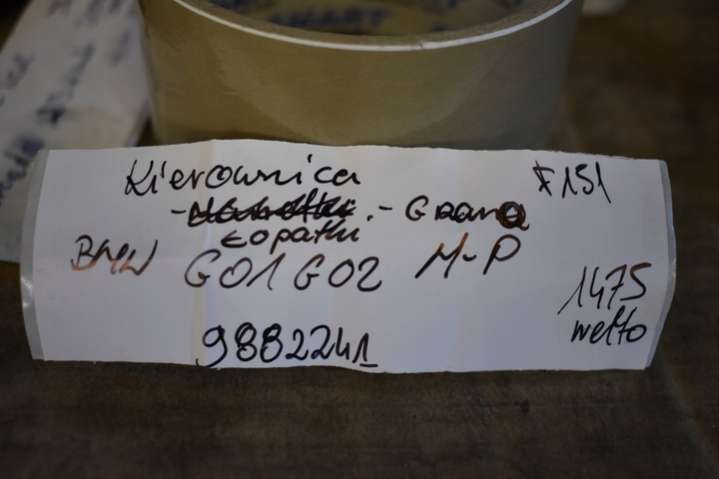 Kierownica F151
- Grana
Łopatki
BMW G01 G02 M-P
1475
netto
9882241